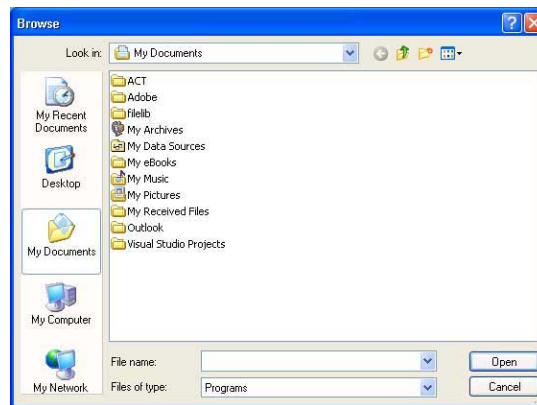 Browse
Look in: My Documents
My Recent
Documents
Desktop
My Documents
My Computer
My Network
ACT
Adobe
filelib
My Archives
My Data Sources
My eBooks
My Music
My Pictures
My Received Files
Outlook
Visual Studio Projects
File name:
Open
Files of type: Programs
Cancel